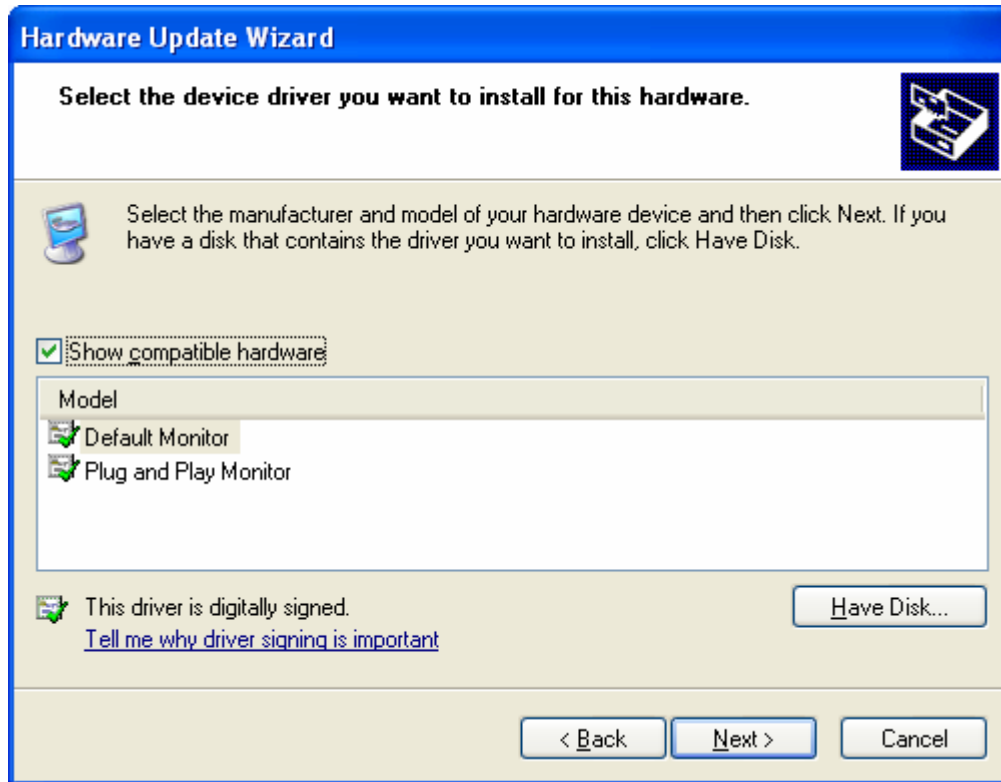 Hardware Update Wizard
Select the device driver you want to install for this hardware.
Select the manufacturer and model of your hardware device and then click Next. If you
have a disk that contains the driver you want to install, click Have Disk.
Show compatible hardware
Model
Default Monitor
Plug and Play Monitor
This driver is digitally signed.
Have Disk...
Tell me why driver signing is important
< Back
Next >
Cancel